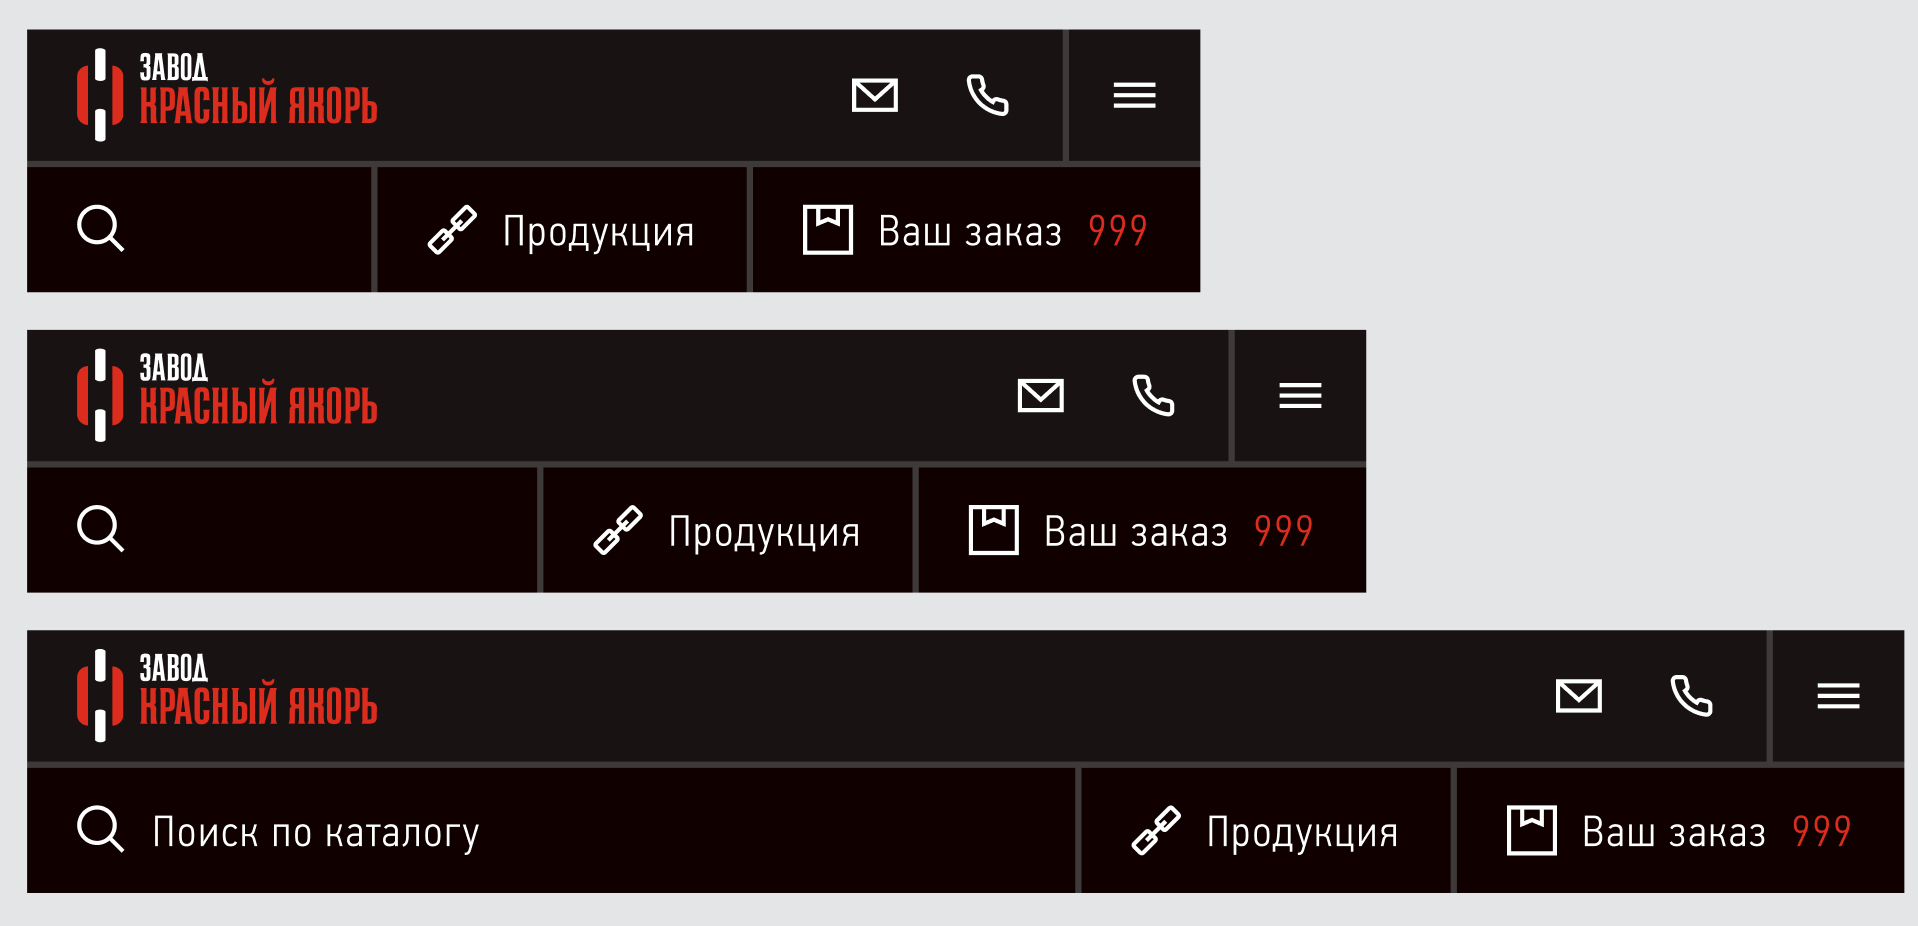 ЗАВОД
КРАСНЫЙ ЯКОРЬ
Продукция
Ваш заказ 999
ЗАВОД
КРАСНЫЙ ЯКОРЬ
Продукция
Ваш заказ 999
ЗАВОД
КРАСНЫЙ ЯКОРЬ
Поиск по каталогу
Продукция
Ваш заказ 999